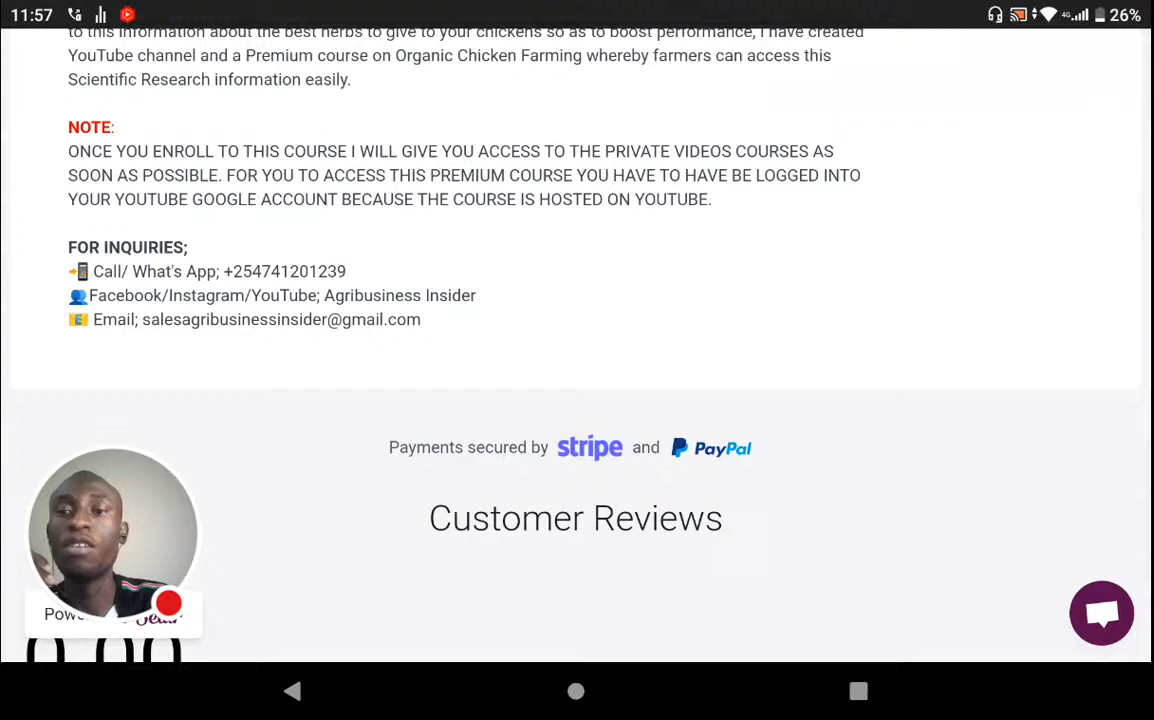 11:57
4G 26%
to this information about the best herbs to give to your chickens so as to boost performance, I have created
YouTube channel and a Premium course on Organic Chicken Farming whereby farmers can access this
Scientific Research information easily.
NOTE:
ONCE YOU ENROLL TO THIS COURSE I WILL GIVE YOU ACCESS TO THE PRIVATE VIDEOS COURSES AS
SOON AS POSSIBLE. FOR YOU TO ACCESS THIS PREMIUM COURSE YOU HAVE TO HAVE BE LOGGED INTO
YOUR YOUTUBE GOOGLE ACCOUNT BECAUSE THE COURSE IS HOSTED ON YOUTUBE.
FOR INQUIRIES;
📲 Call/ What's App; +254741201239
👥Facebook/Instagram/YouTube; Agribusiness Insider
📧 Email; salesagribusinessinsider@gmail.com
Payments secured by stripe and PayPal
Customer Reviews